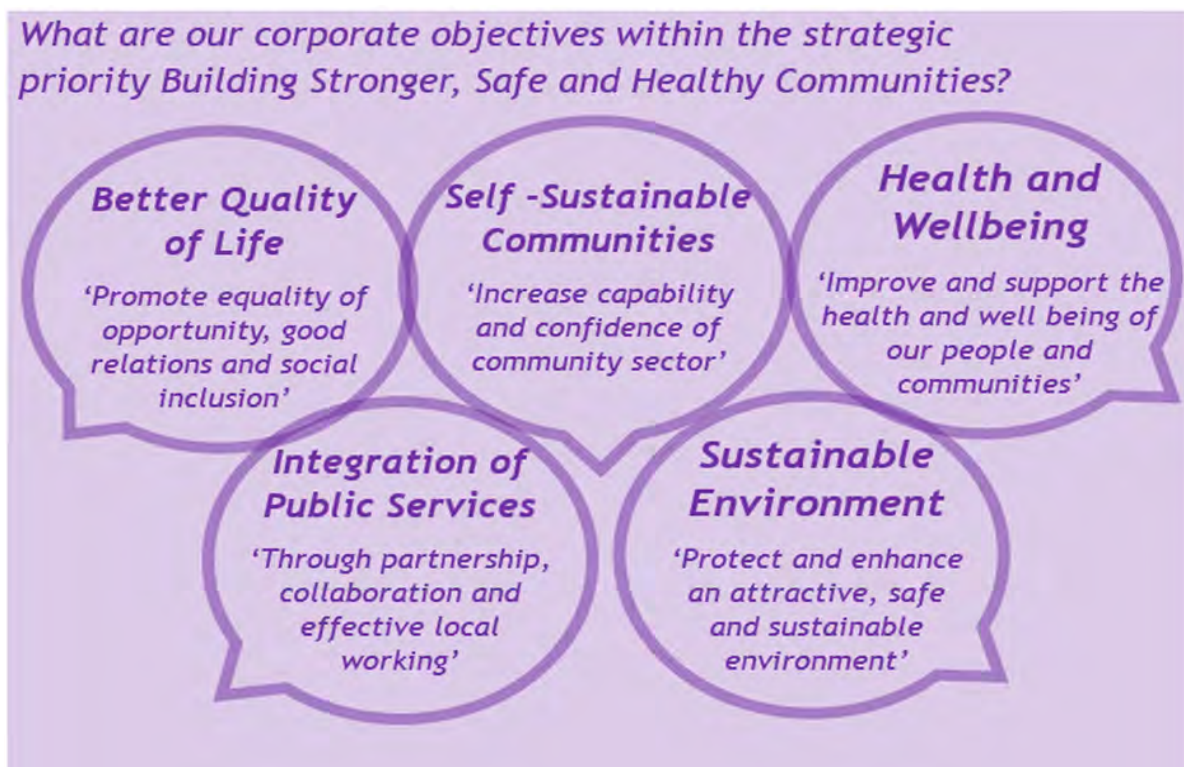 What are our corporate objectives within the strategic
priority Building Stronger, Safe and Healthy Communities?
Better Quality
of Life
‘Promote equality of
opportunity, good
relations and social
inclusion’
Self -Sustainable
Communities
‘Increase capability
and confidence of
community sector’
Health and
Wellbeing
‘Improve and support the
health and well being of
our people and
communities’
Integration of
Public Services
‘Through partnership,
collaboration and
effective local
working’
Sustainable
Environment
‘Protect and enhance
an attractive, safe
and sustainable
environment’